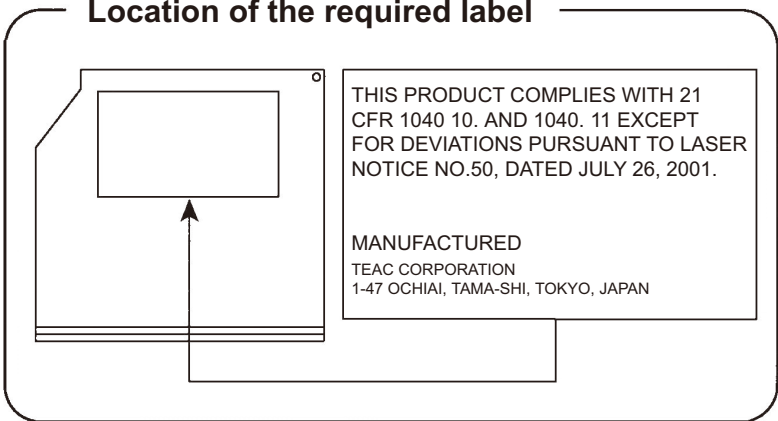 Location of the required label
THIS PRODUCT COMPLIES WITH 21
CFR 1040 10. AND 1040. 11 EXCEPT
FOR DEVIATIONS PURSUANT TO LASER
NOTICE NO.50, DATED JULY 26, 2001.
MANUFACTURED
TEAC CORPORATION
1-47 OCHIAI, TAMA-SHI, TOKYO, JAPAN